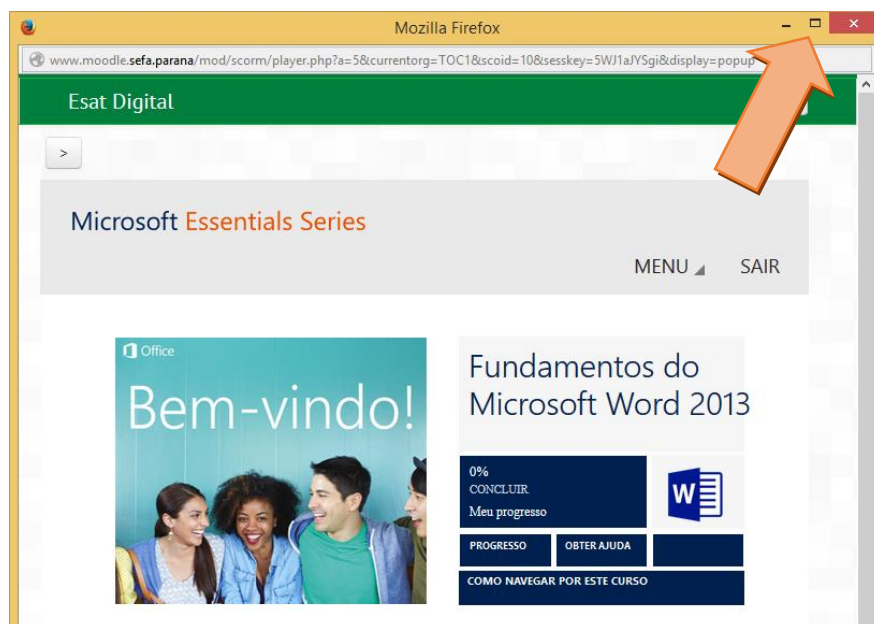 Mozilla Firefox
www.moodle.sefa.parana/mod/scorm/player.php?a=5&currentorg=TOC1&scoid=10&sesskey=5WJ1aJYSgi&display=popup
Esat Digital
>
Microsoft Essentials Series
MENU
SAIR
Office
Bem-vindo!
Fundamentos do
Microsoft Word 2013
0%
CONCLUIR
Meu progresso
W
PROGRESSO
OBTER AJUDA
COMO NAVEGAR POR ESTE CURSO